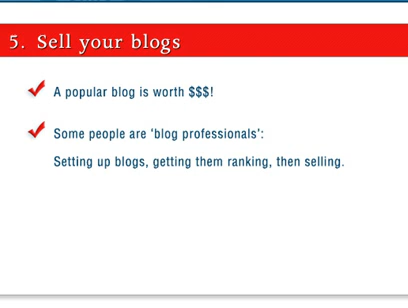 5. Sell your blogs
A popular blog is worth $$$!
Some people are ‘blog professionals’:
Setting up blogs, getting them ranking, then selling.